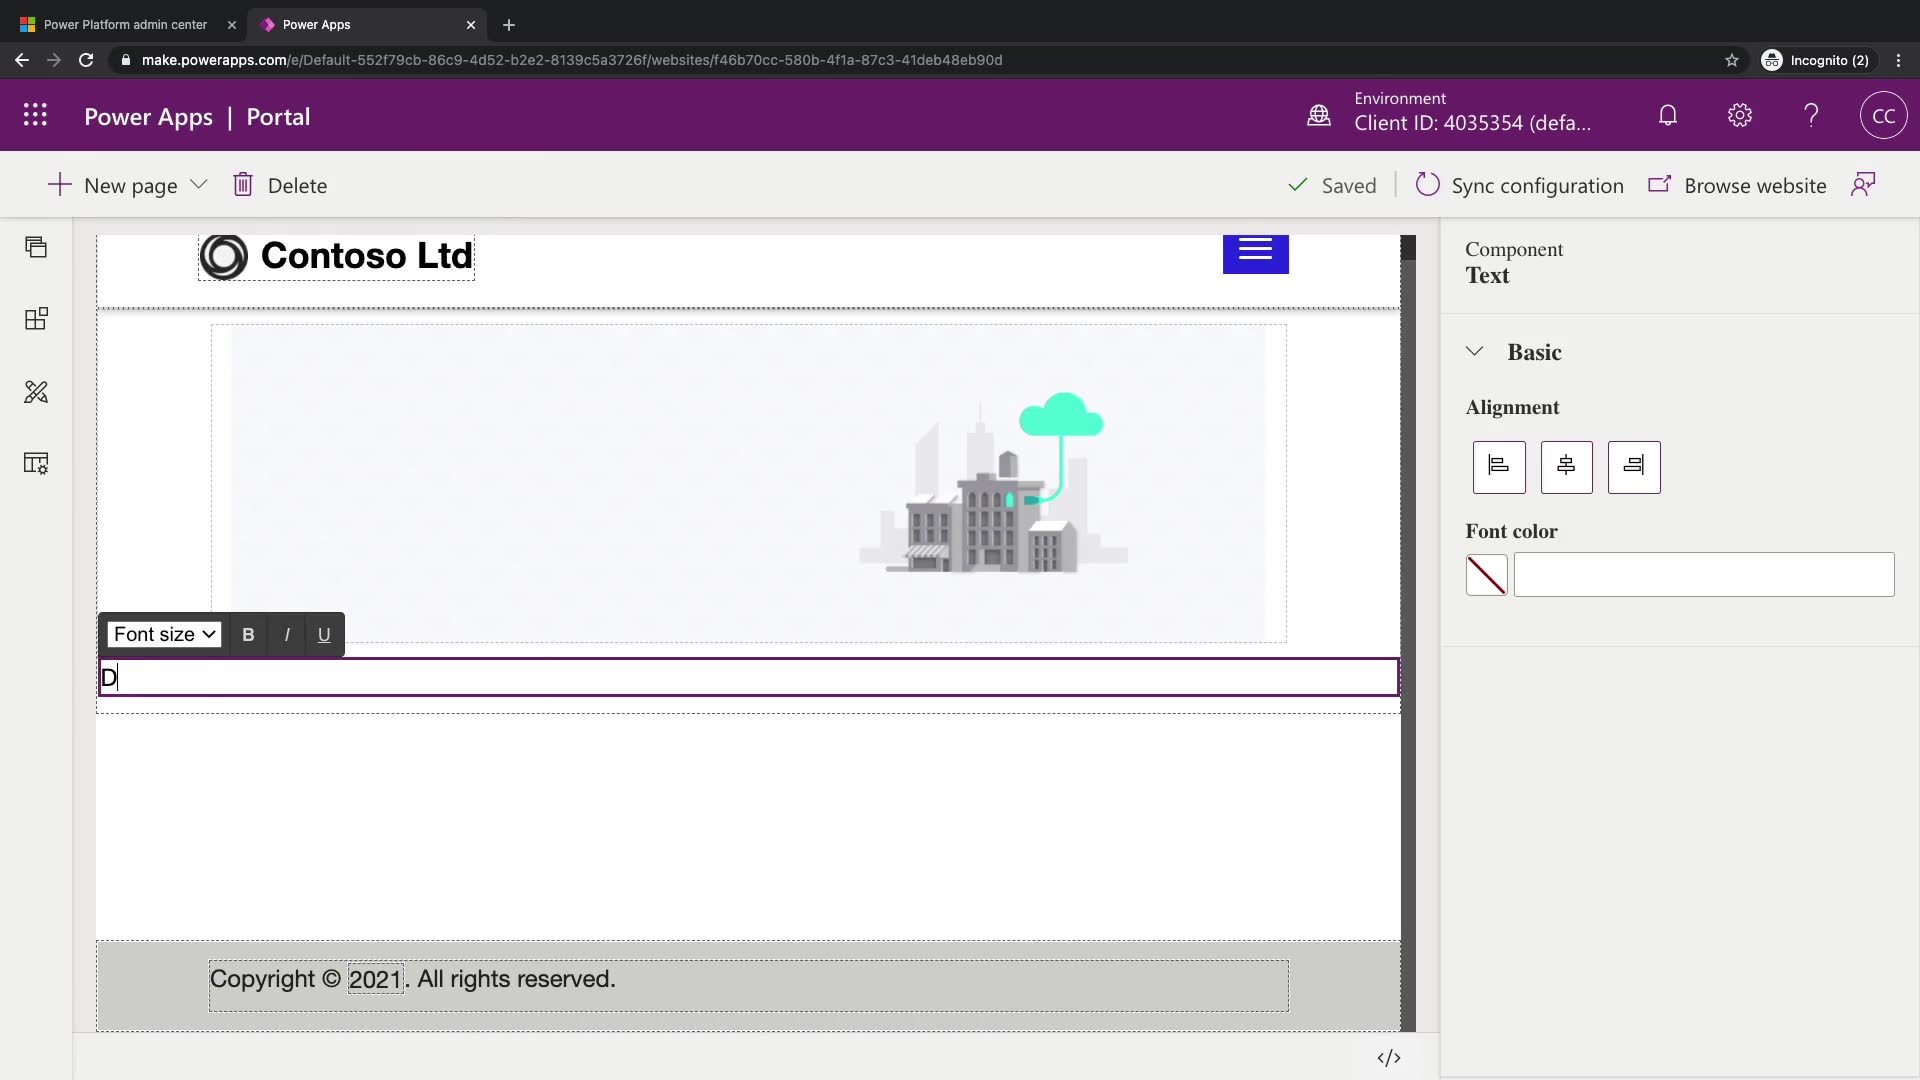 Power Platform admin center
Power Apps
make.powerapps.com/e/Default-552f79cb-86c9-4d52-b2e2-8139c5a3726f/websites/f46b70cc-580b-4f1a-87c3-41deb48eb90d
Incognito (2)
Power Apps | Portal
Environment
Client ID: 4035354 (defa...
CC
New page
Delete
Saved
Sync configuration
Browse website
Contoso Ltd
Component
Text
Basic
Alignment
Font color
Font size
B
I
U
D
Copyright © 2021. All rights reserved.